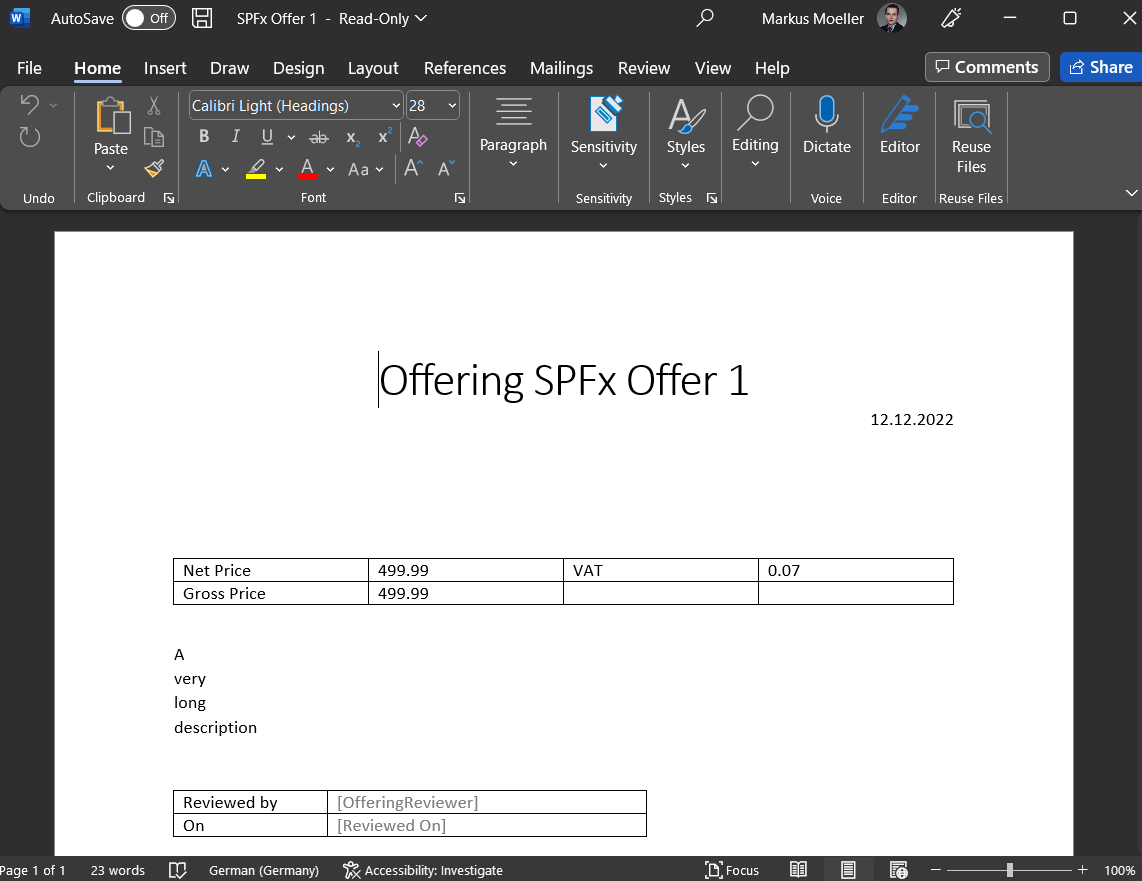 W AutoSave Off SPFx Offer 1 - Read-Only Markus Moeller
File Home Insert Draw Design Layout References Mailings Review View Help Comments Share
Calibri Light (Headings) 28
Paste Paragraph Sensitivity Styles Editing Dictate Editor Reuse Files
B I U ab x₂ x² A
A A Aa A A
Undo Clipboard Font Sensitivity Styles Voice Editor Reuse Files
Offering SPFx Offer 1
12.12.2022
Net Price 499.99 VAT 0.07
Gross Price 499.99
A
very
long
description
Reviewed by [OfferingReviewer]
On [Reviewed On]
Page 1 of 1 23 words German (Germany) Accessibility: Investigate Focus 100%